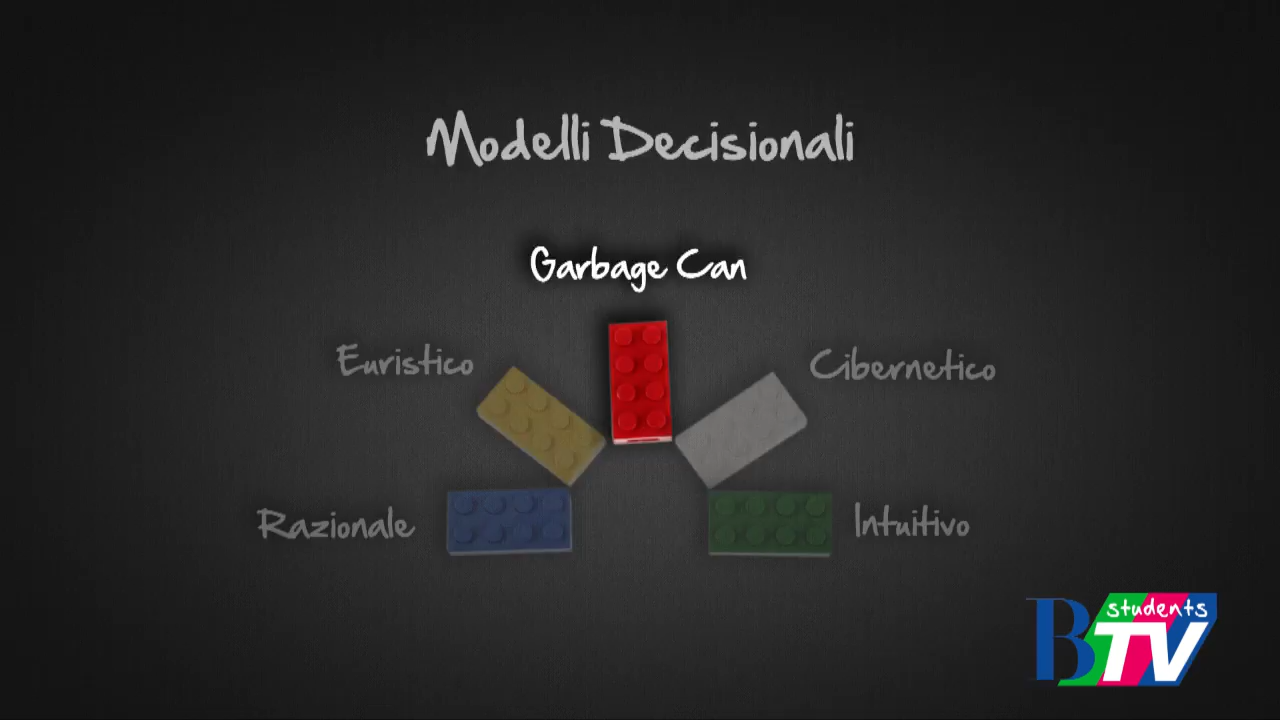 Modelli Decisionali
Garbage Can
Euristico
Cibernetico
Razionale
Intuitivo
students
BTV